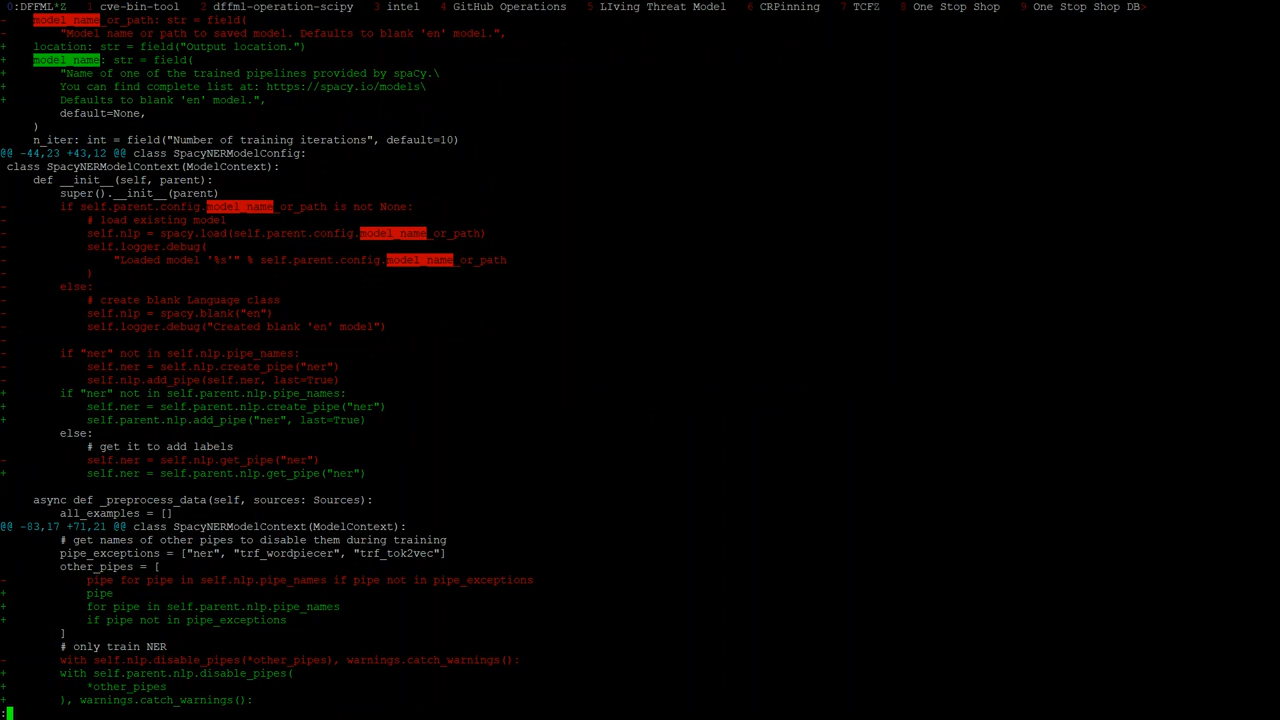 0:DFFML*Z  1 cve-bin-tool  2 dffml-operation-scipy  3 intel  4 GitHub Operations  5 LIving Threat Model  6 CRPinning  7 TCFZ  8 One Stop Shop  9 One Stop Shop DB>
-    model_name_or_path: str = field(
-        "Model name or path to saved model. Defaults to blank 'en' model.",
+    location: str = field("Output location.")
+    model_name: str = field(
+        "Name of one of the trained pipelines provided by spaCy.\
+        You can find complete list at: https://spacy.io/models\
+        Defaults to blank 'en' model.",
         default=None,
     )
     n_iter: int = field("Number of training iterations", default=10)
@@ -44,23 +43,12 @@ class SpacyNERModelConfig:
 class SpacyNERModelContext(ModelContext):
     def __init__(self, parent):
         super().__init__(parent)
-        if self.parent.config.model_name_or_path is not None:
-            # load existing model
-            self.nlp = spacy.load(self.parent.config.model_name_or_path)
-            self.logger.debug(
-                "Loaded model '%s'" % self.parent.config.model_name_or_path
-            )
-        else:
-            # create blank Language class
-            self.nlp = spacy.blank("en")
-            self.logger.debug("Created blank 'en' model")
-
-        if "ner" not in self.nlp.pipe_names:
-            self.ner = self.nlp.create_pipe("ner")
-            self.nlp.add_pipe(self.ner, last=True)
+        if "ner" not in self.parent.nlp.pipe_names:
+            self.ner = self.parent.nlp.create_pipe("ner")
+            self.parent.nlp.add_pipe("ner", last=True)
         else:
             # get it to add labels
-            self.ner = self.nlp.get_pipe("ner")
+            self.ner = self.parent.nlp.get_pipe("ner")
     async def _preprocess_data(self, sources: Sources):
         all_examples = []
@@ -83,17 +71,21 @@ class SpacyNERModelContext(ModelContext):
         # get names of other pipes to disable them during training
         pipe_exceptions = ["ner", "trf_wordpiecer", "trf_tok2vec"]
         other_pipes = [
-            pipe for pipe in self.nlp.pipe_names if pipe not in pipe_exceptions
+            pipe
+            for pipe in self.parent.nlp.pipe_names
+            if pipe not in pipe_exceptions
         ]
         # only train NER
-        with self.nlp.disable_pipes(*other_pipes), warnings.catch_warnings():
+        with self.parent.nlp.disable_pipes(
+            *other_pipes
+        ), warnings.catch_warnings():
: